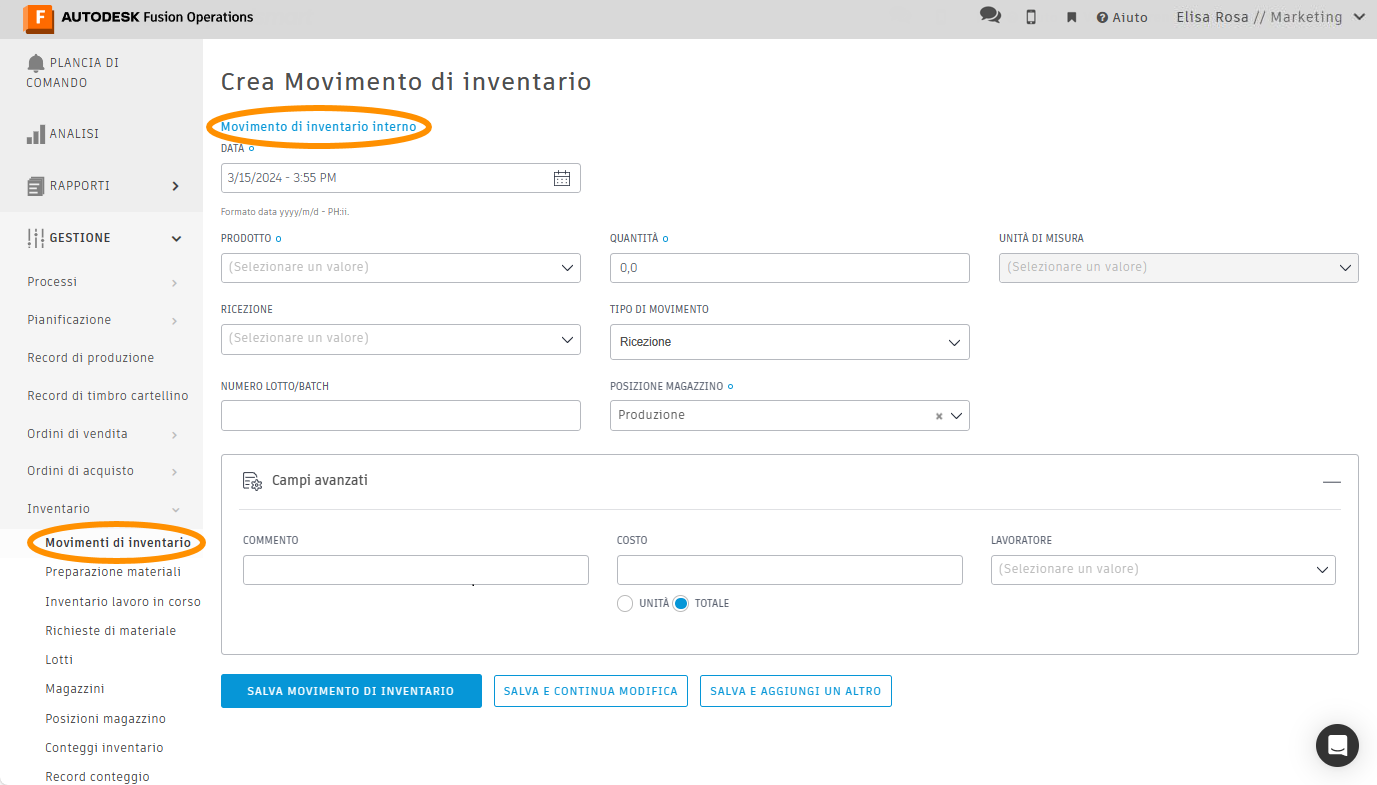 F AUTODESK Fusion Operations
Aiuto
Elisa Rosa // Marketing
PLANCIA DI
COMANDO
ANALISI
RAPPORTI
GESTIONE
Processi
Pianificazione
Record di produzione
Record di timbro cartellino
Ordini di vendita
Ordini di acquisto
Inventario
Movimenti di inventario
Preparazione materiali
Inventario lavoro in corso
Richieste di materiale
Lotti
Magazzini
Posizioni magazzino
Conteggi inventario
Record conteggio
Crea Movimento di inventario
Movimento di inventario interno
DATA
3/15/2024 - 3:55 PM
Formato data yyyy/m/d - PH:ii.
PRODOTTO
(Selezionare un valore)
QUANTITÀ
0,0
UNITÀ DI MISURA
(Selezionare un valore)
RICEZIONE
(Selezionare un valore)
TIPO DI MOVIMENTO
Ricezione
NUMERO LOTTO/BATCH
POSIZIONE MAGAZZINO
Produzione
Campi avanzati
COMMENTO
COSTO
UNITÀ
TOTALE
LAVORATORE
(Selezionare un valore)
SALVA MOVIMENTO DI INVENTARIO
SALVA E CONTINUA MODIFICA
SALVA E AGGIUNGI UN ALTRO